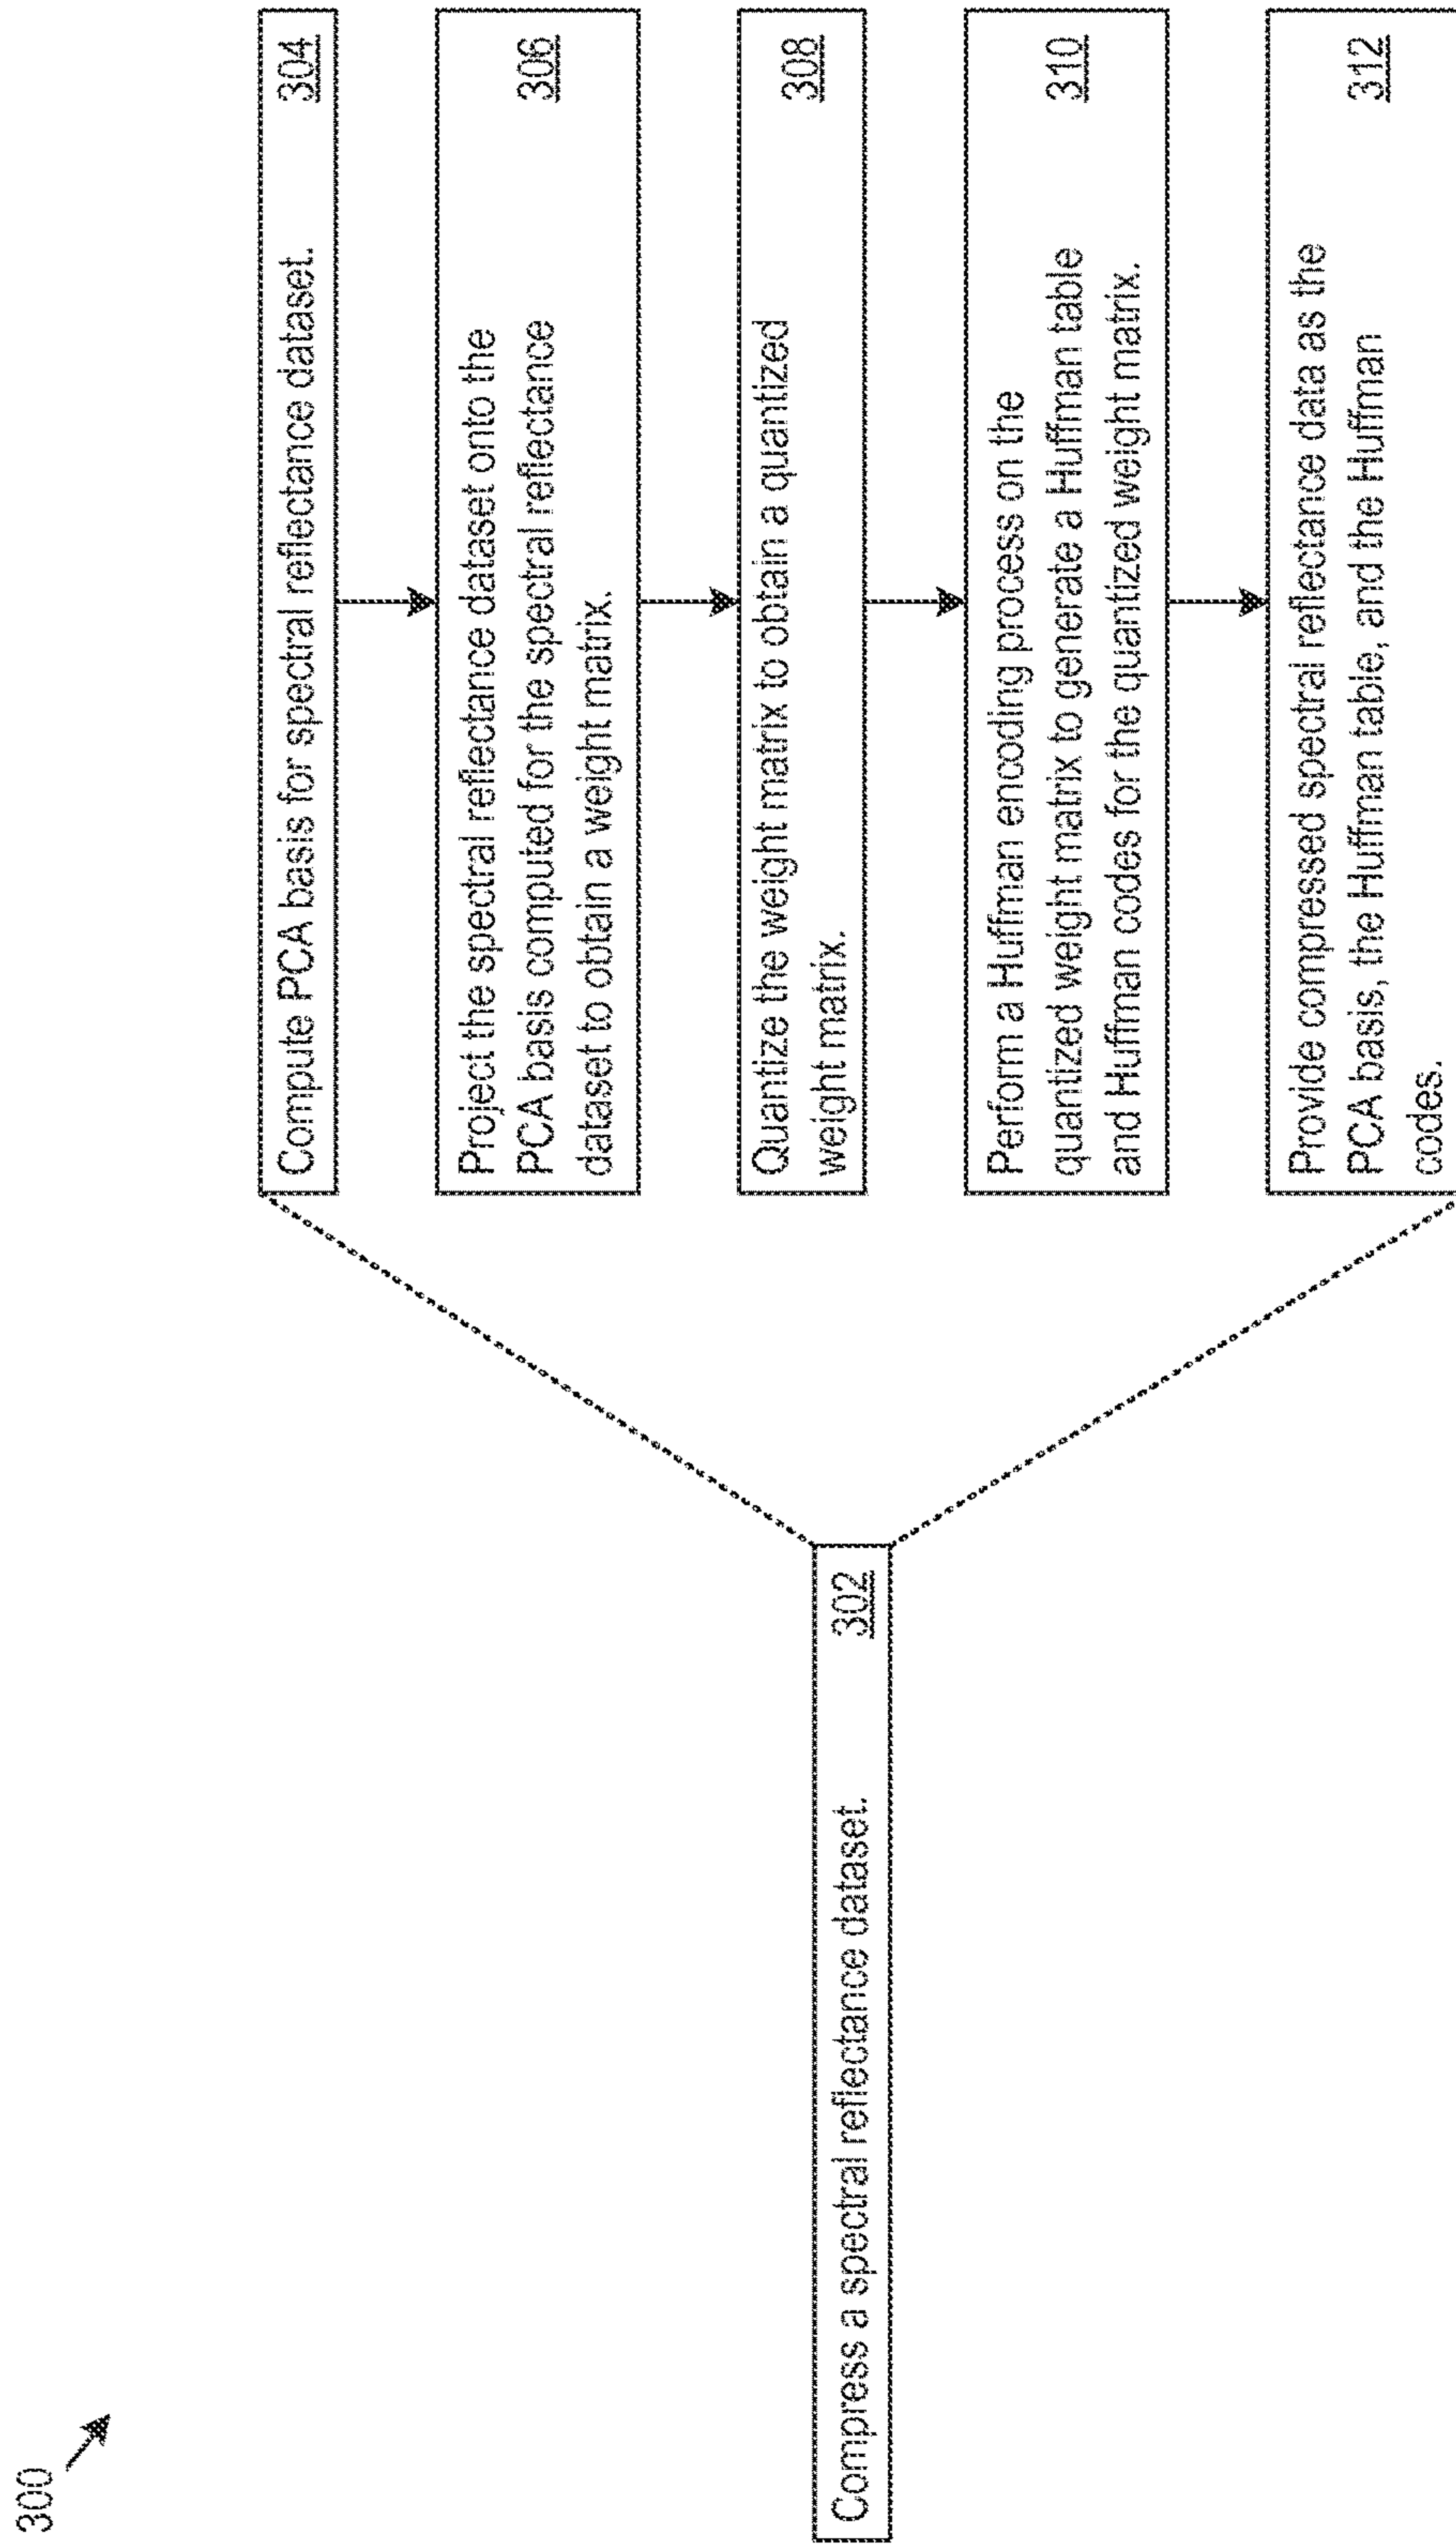 300
Compress a spectral reflectance dataset. 302
Compute PCA basis for spectral reflectance dataset. 304
Project the spectral reflectance dataset onto the
PCA basis computed for the spectral reflectance 306
dataset to obtain a weight matrix.
Quantize the weight matrix to obtain a quantized
weight matrix. 308
Perform a Huffman encoding process on the
quantized weight matrix to generate a Huffman table 310
and Huffman codes for the quantized weight matrix.
Provide compressed spectral reflectance data as the
PCA basis, the Huffman table, and the Huffman 312
codes.